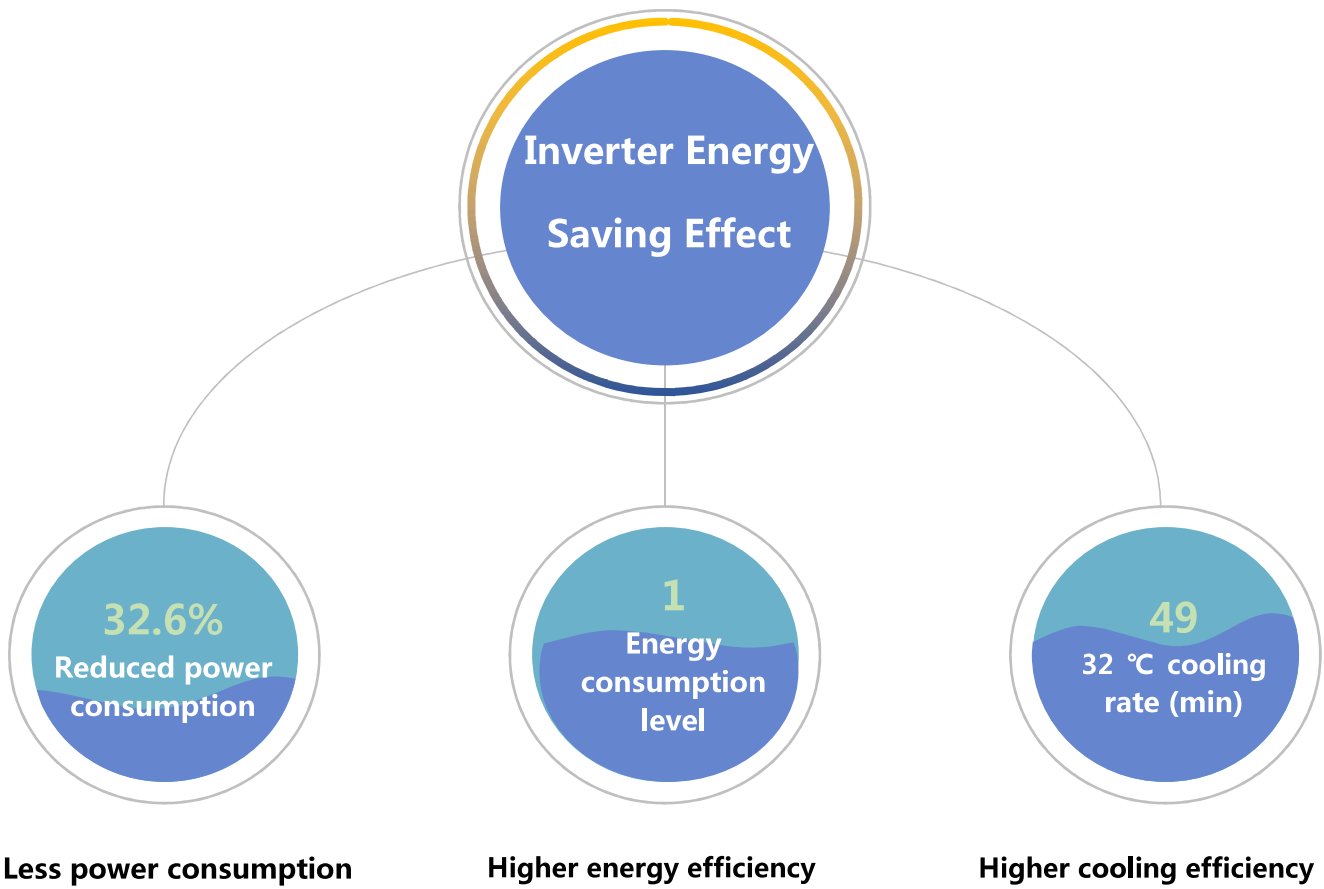 Inverter Energy
Saving Effect
32.6%
Reduced power
consumption
1
Energy
consumption
level
49
32 ℃ cooling
rate (min)
Less power consumption
Higher energy efficiency
Higher cooling efficiency